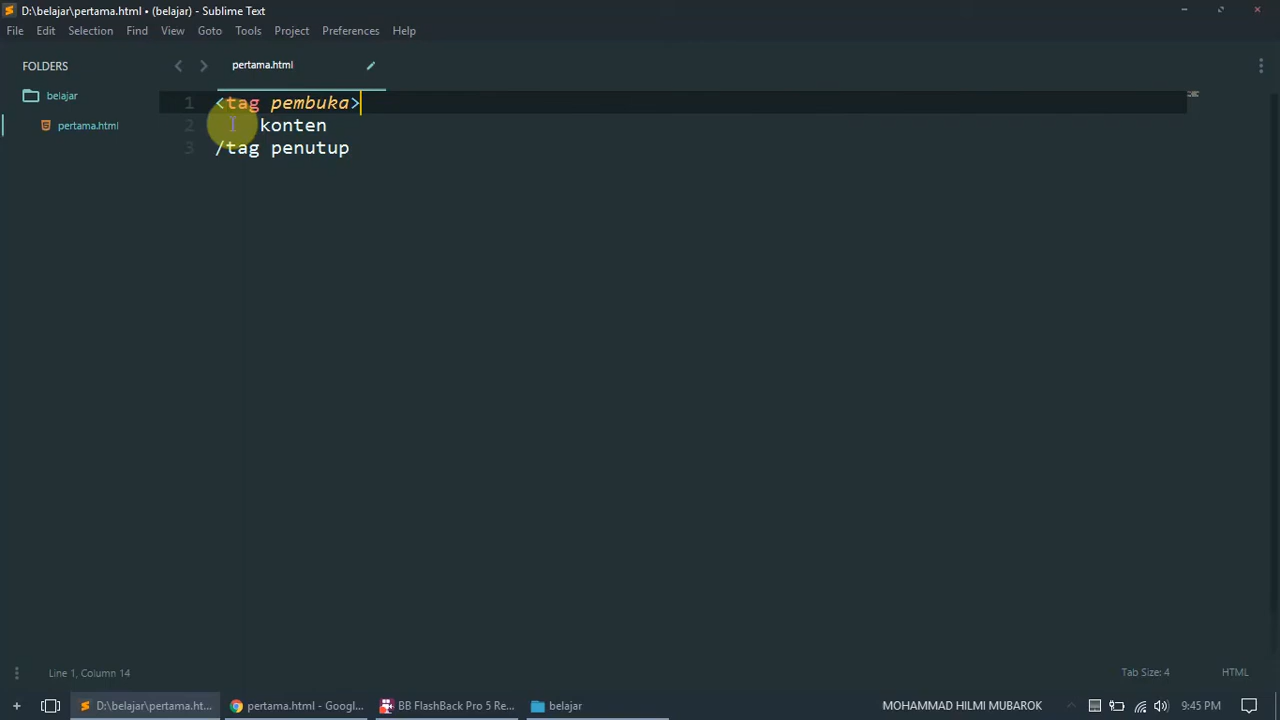 D:\belajar\pertama.html • (belajar) - Sublime Text
File Edit Selection Find View Goto Tools Project Preferences Help
FOLDERS
belajar
pertama.html
pertama.html
1 <tag pembuka>
2 konten
3 /tag penutup
Line 1, Column 14
Tab Size: 4
HTML
D:\belajar\pertama.ht...
pertama.html - Googl...
BB FlashBack Pro 5 Re...
belajar
MOHAMMAD HILMI MUBAROK
9:45 PM